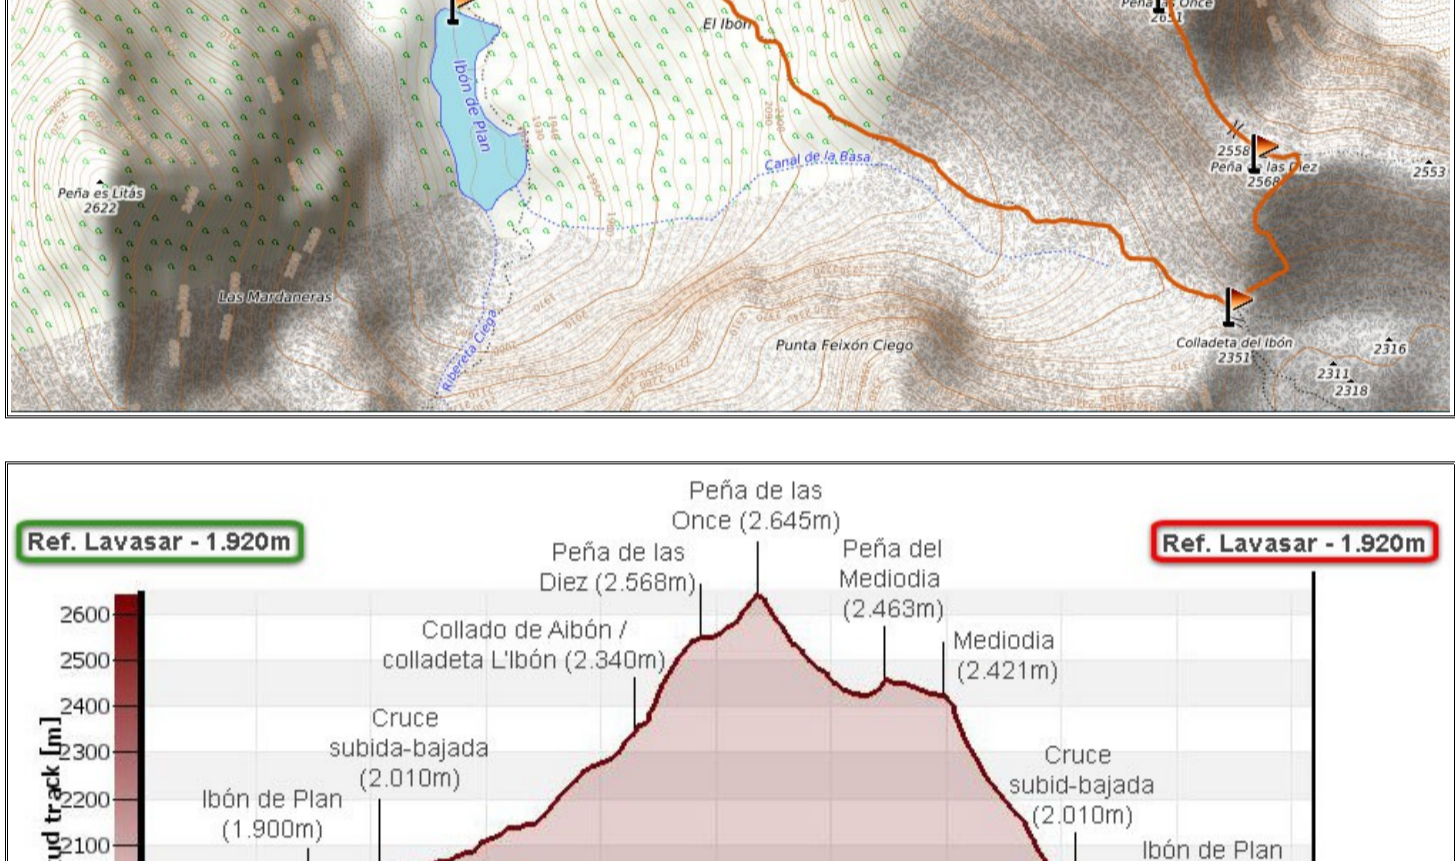 El Ibón
Peña las Once
2651
Ibón de Plan
Canal de la Basa
2558
Peña de las Diez
2568
2553
Peña es Litás
2622
Las Mardaneras
Ribereta Ciega
Punta Feixón Ciego
Colladeta del Ibón
2351
2316
2311
2318
Peña de las
Once (2.645m)
Ref. Lavasar - 1.920m
Ref. Lavasar - 1.920m
Peña de las
Diez (2.568m)
Peña del
Mediodia
(2.463m)
Collado de Aibón /
colladeta L'Ibón (2.340m)
Mediodia
(2.421m)
Cruce
subida-bajada
(2.010m)
Cruce
subid-bajada
(2.010m)
Ibón de Plan
(1.900m)
Ibón de Plan
2600
2500
2400
2300
2200
2100
ud track [m]